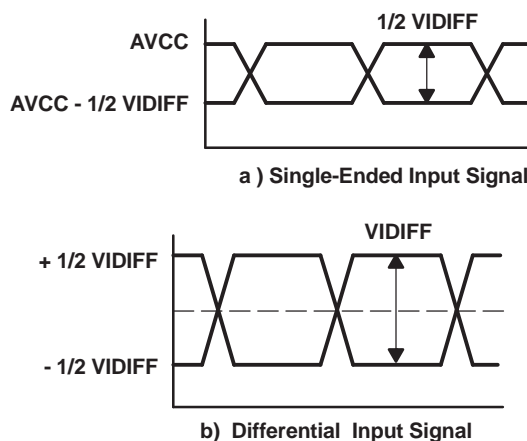 1/2 VIDIFF
AVCC
AVCC - 1/2 VIDIFF
a ) Single-Ended Input Signal
VIDIFF
+ 1/2 VIDIFF
- 1/2 VIDIFF
b) Differential Input Signal